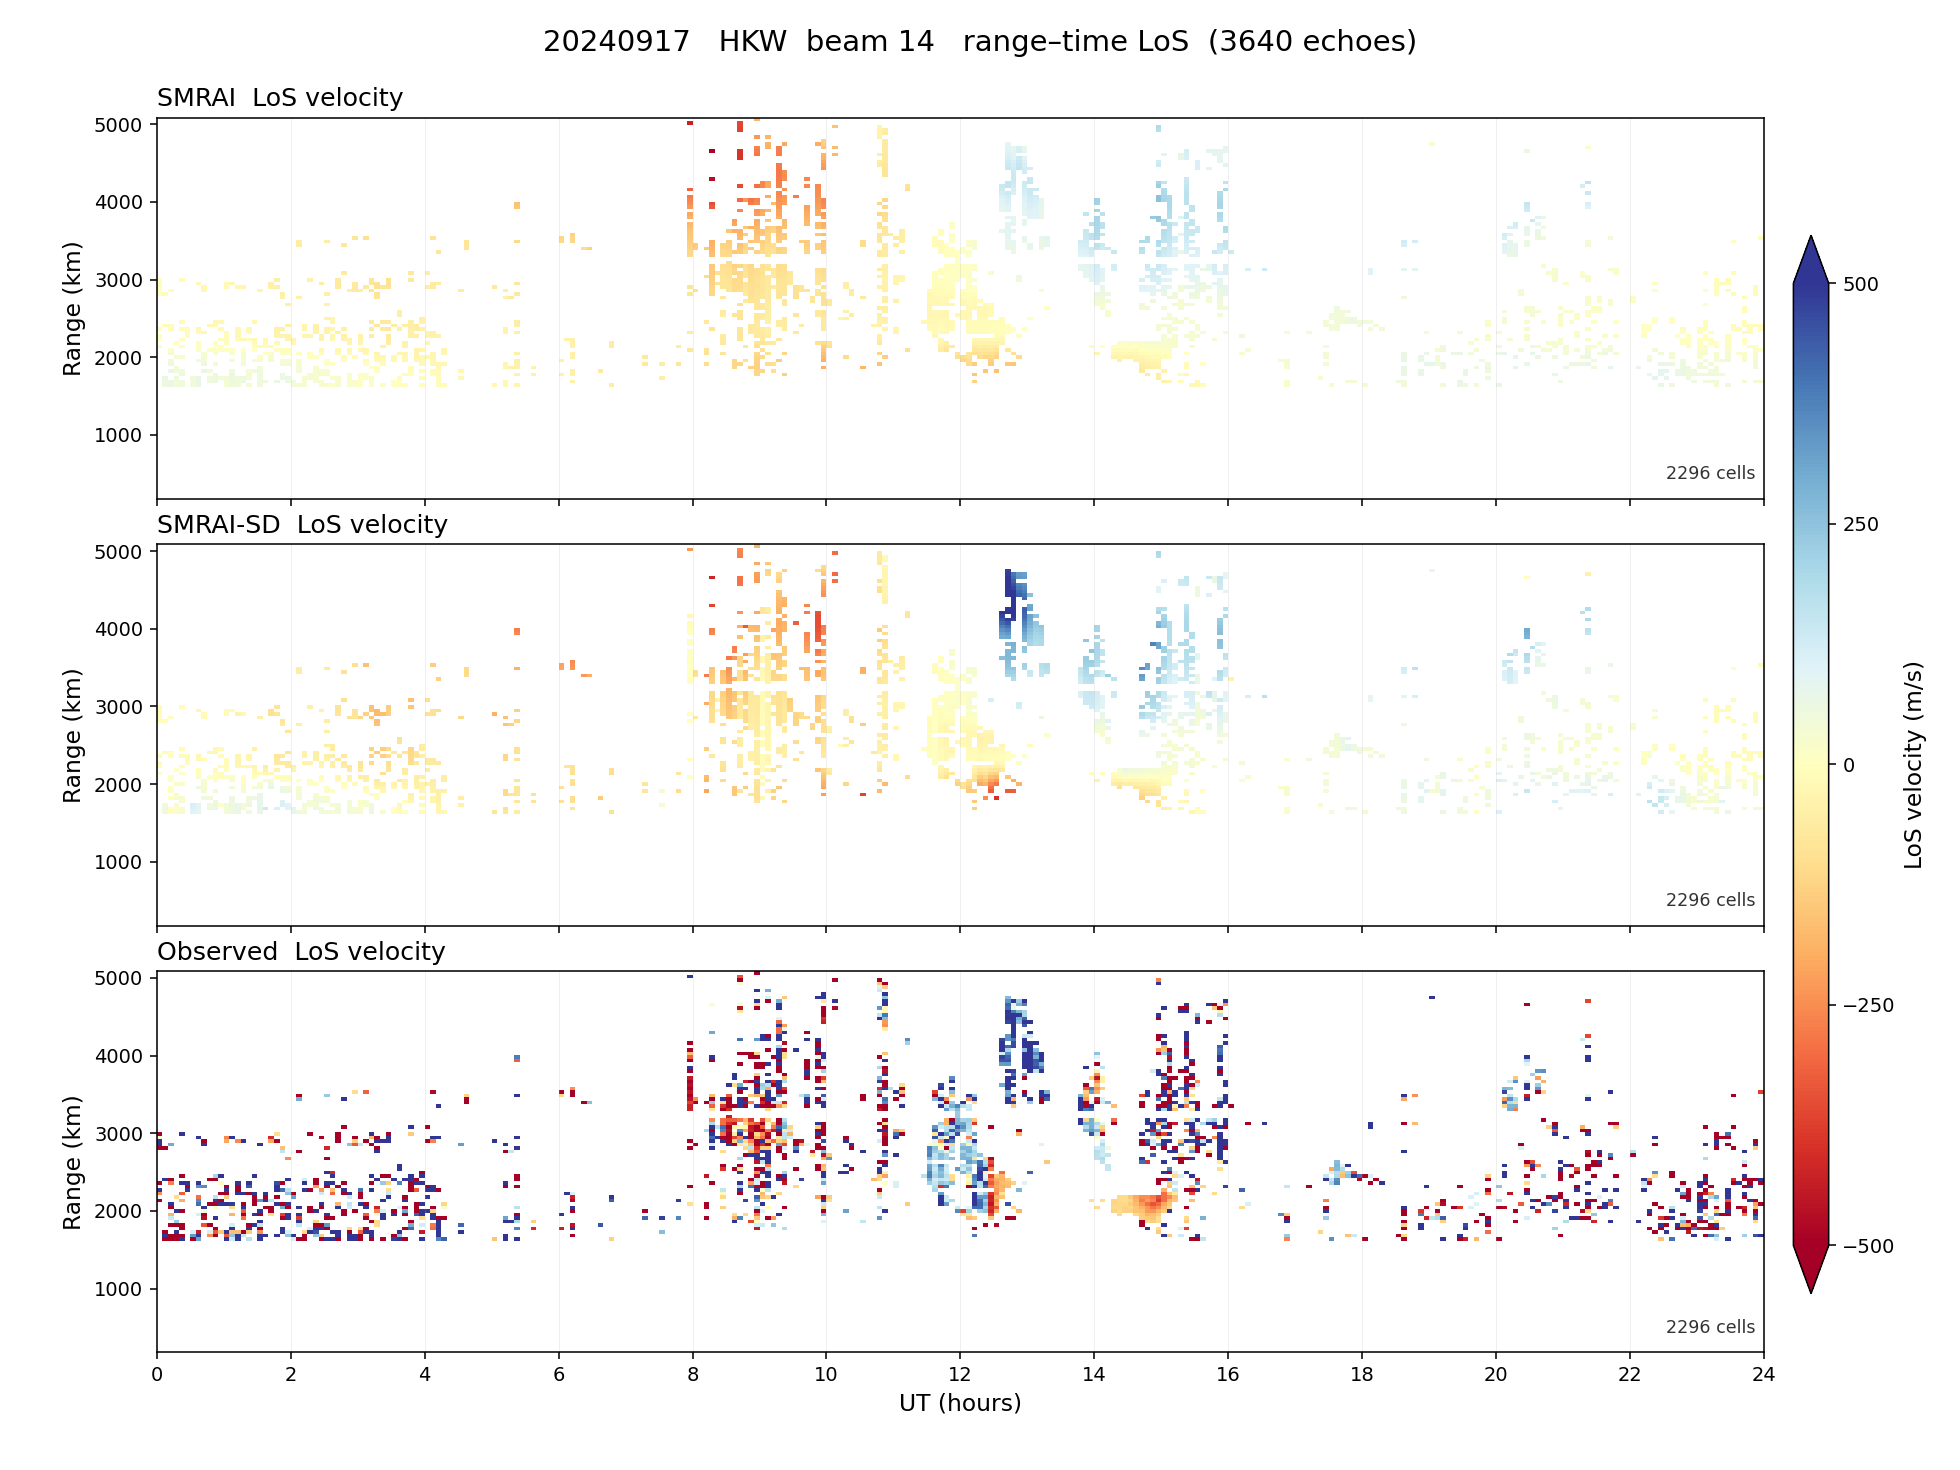 20240917 HKW beam 14 range–time LoS (3640 echoes)
SMRAI LoS velocity
5000
4000
3000
2000
1000
Range (km)
2296 cells
SMRAI-SD LoS velocity
5000
4000
3000
2000
1000
Range (km)
2296 cells
Observed LoS velocity
5000
4000
3000
2000
1000
Range (km)
2296 cells
0 2 4 6 8 10 12 14 16 18 20 22 24
UT (hours)
500
250
0
−250
−500
LoS velocity (m/s)